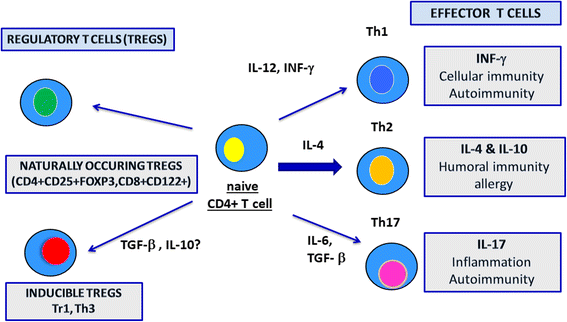 EFFECTOR T CELLS
REGULATORY T CELLS (TREGS)
Th1
IL-12, INF-γ
INF-γ
Cellular immunity
Autoimmunity
Th2
IL-4
IL-4 & IL-10
Humoral immunity
allergy
NATURALLY OCCURING TREGS
(CD4+CD25+FOXP3,CD8+CD122+)
naive
CD4+ T cell
Th17
TGF-β , IL-10?
IL-6,
TGF- β
IL-17
Inflammation
Autoimmunity
INDUCIBLE TREGS
Tr1, Th3